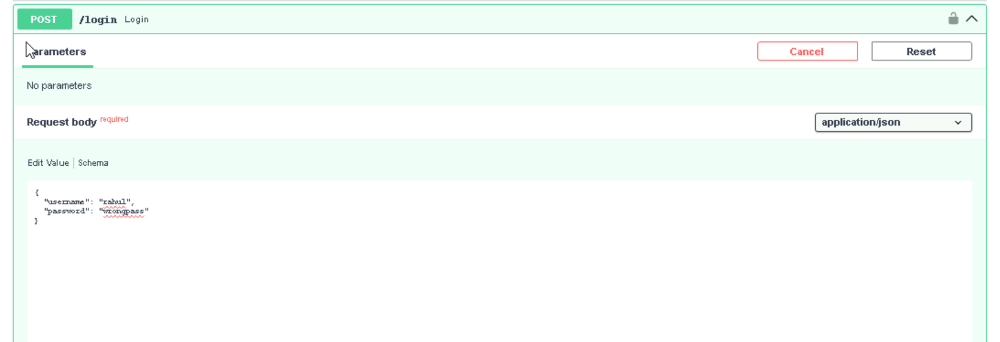 POST /login Login
Parameters Cancel Reset
No parameters
Request body required application/json
Edit Value | Schema
{
"username": "rahul",
"password": "wrongpass"
}